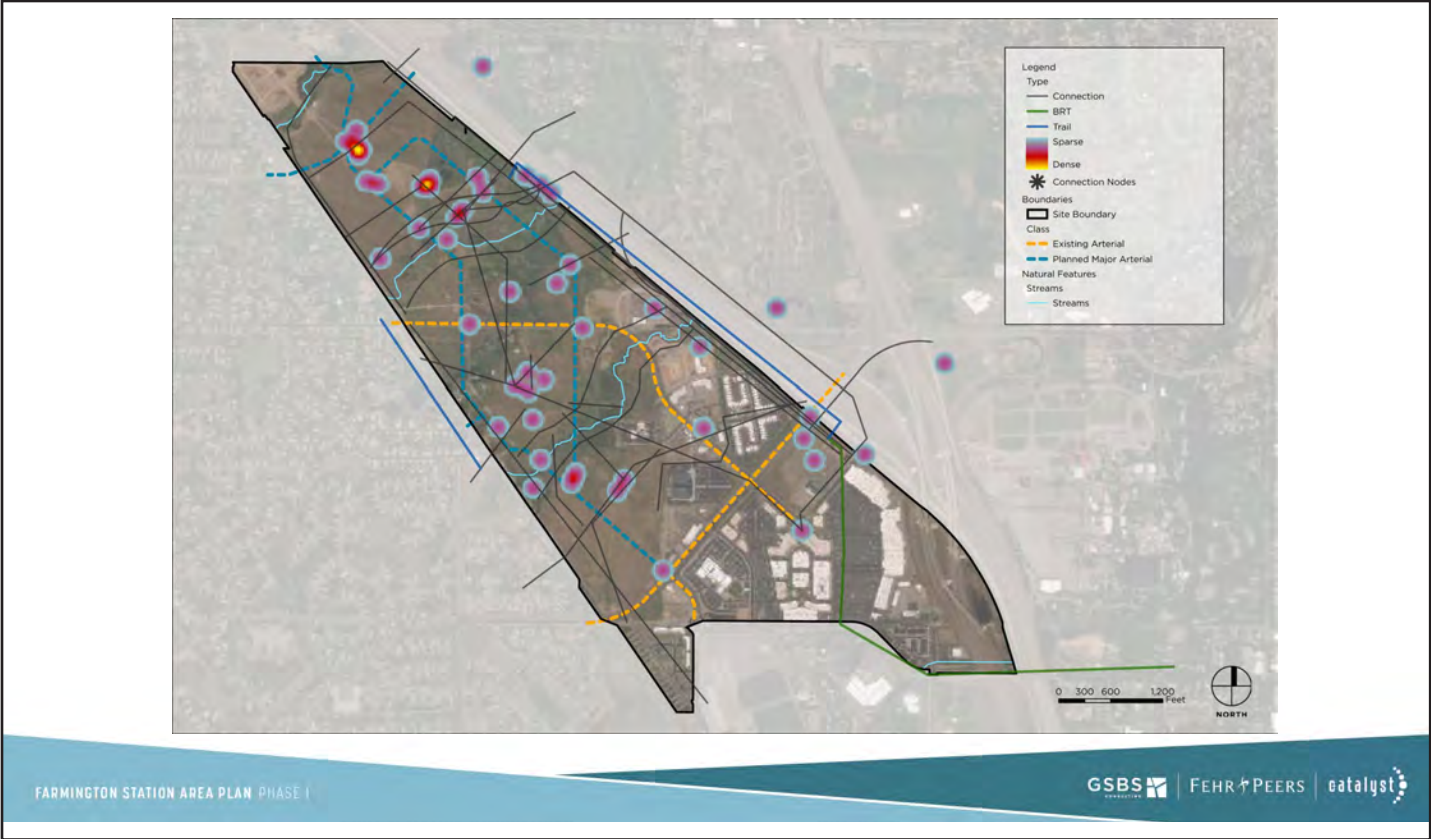 Legend
Type
Connection
BRT
Trail
Sparse
Dense
Connection Nodes
Boundaries
Site Boundary
Class
Existing Arterial
Planned Major Arterial
Natural Features
Streams
Streams
0 300 600 1,200
Feet
NORTH
FARMINGTON STATION AREA PLAN PHASE I
GSBS
CONSULTING
FEHR PEERS
catalyst